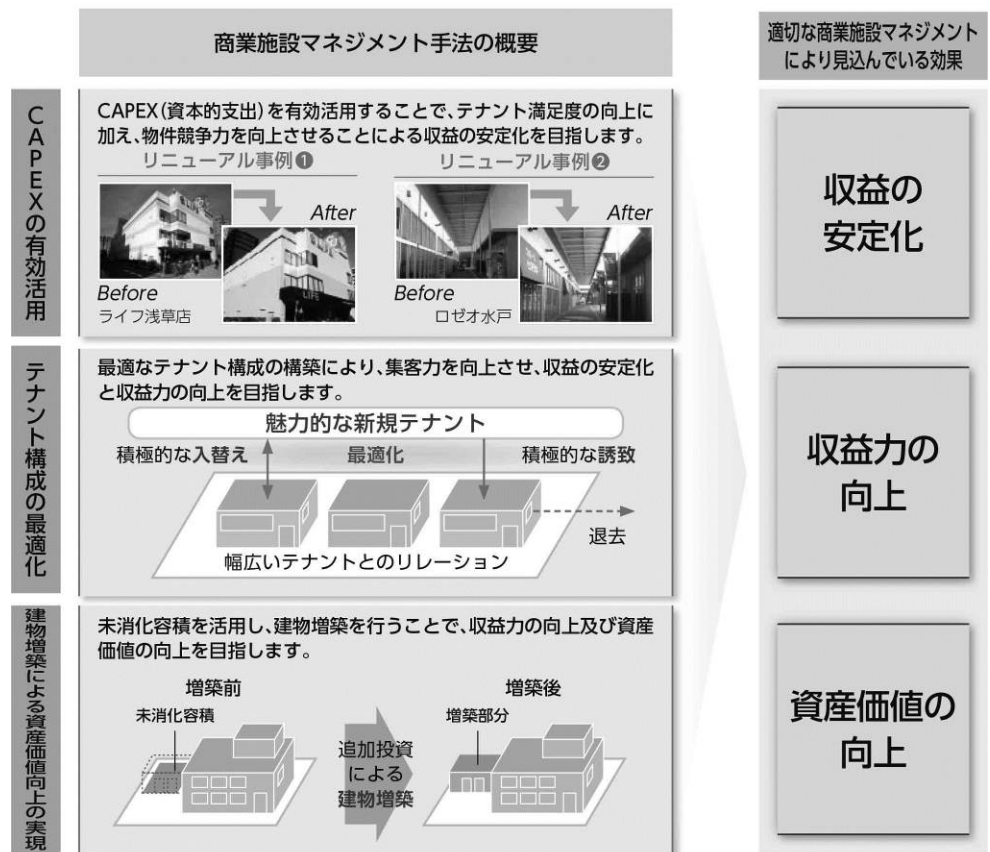 商業施設マネジメント手法の概要
適切な商業施設マネジメント
により見込んでいる効果
CAPEXの有効活用
CAPEX(資本的支出)を有効活用することで、テナント満足度の向上に
加え、物件競争力を向上させることによる収益の安定化を目指します。
リニューアル事例❶
リニューアル事例❷
After
After
LIFE
Before
Before
ライフ浅草店
ロゼオ水戸
収益の
安定化
テナント構成の最適化
最適なテナント構成の構築により、集客力を向上させ、収益の安定化
と収益力の向上を目指します。
魅力的な新規テナント
積極的な入替え
最適化
積極的な誘致
退去
幅広いテナントとのリレーション
収益力の
向上
建物増築による資産価値向上の実現
未消化容積を活用し、建物増築を行うことで、収益力の向上及び資産
価値の向上を目指します。
増築前
増築後
未消化容積
増築部分
追加投資
による
建物増築
資産価値の
向上